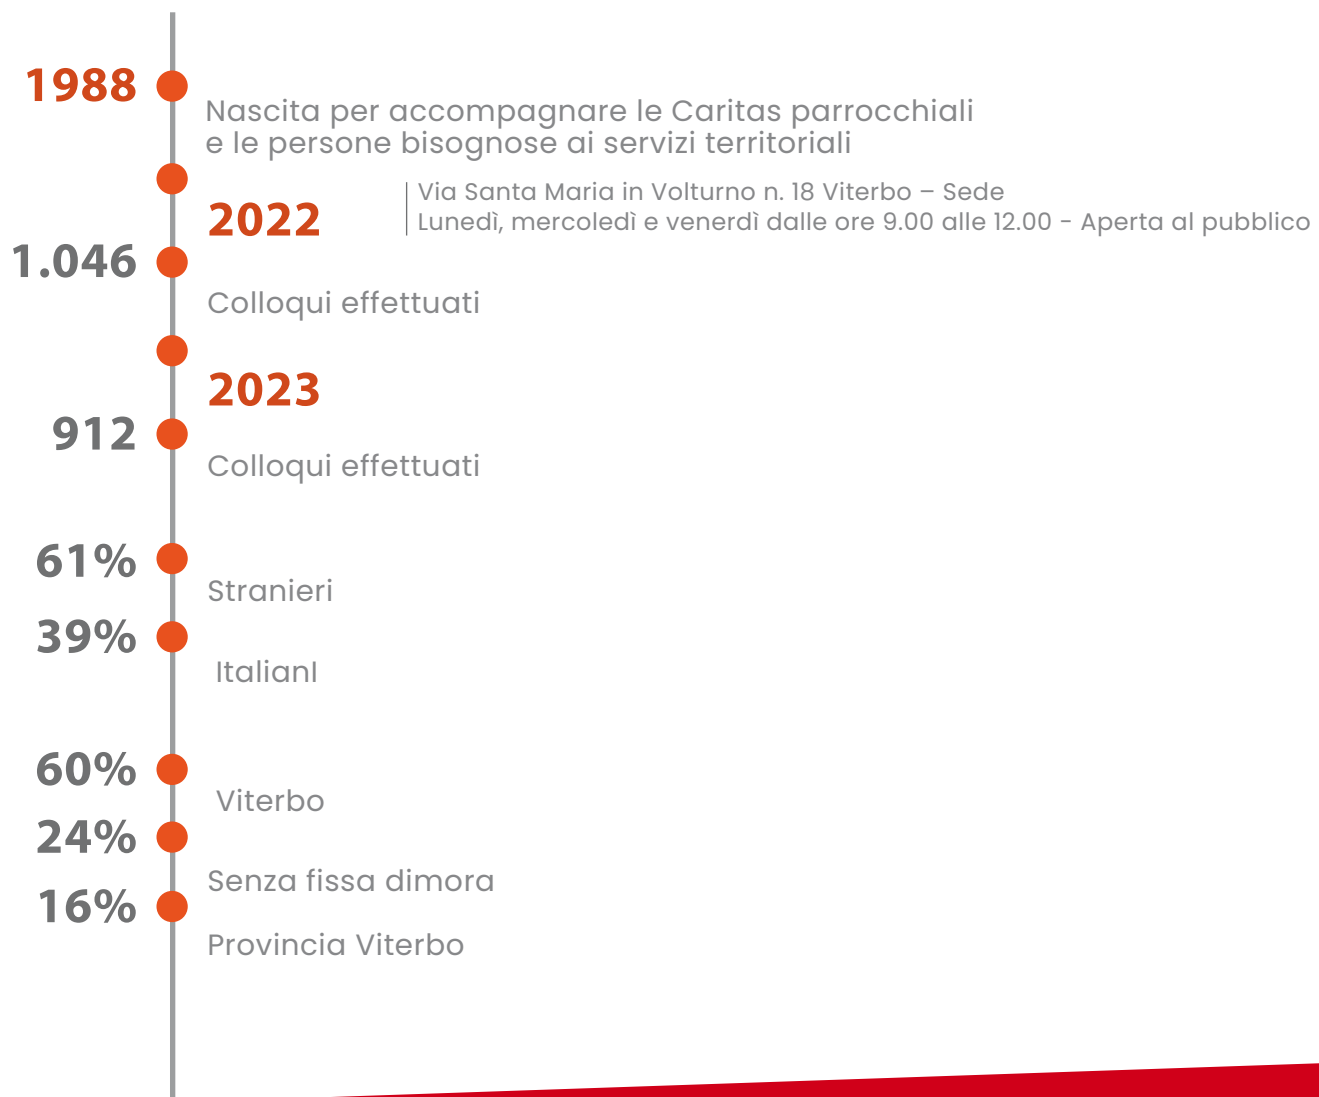 1988
Nascita per accompagnare le Caritas parrocchiali
e le persone bisognose ai servizi territoriali
2022
Via Santa Maria in Volturno n. 18 Viterbo – Sede
Lunedì, mercoledì e venerdì dalle ore 9.00 alle 12.00 - Aperta al pubblico
1.046
Colloqui effettuati
2023
912
Colloqui effettuati
61%
Stranieri
39%
ItalianI
60%
Viterbo
24%
Senza fissa dimora
16%
Provincia Viterbo